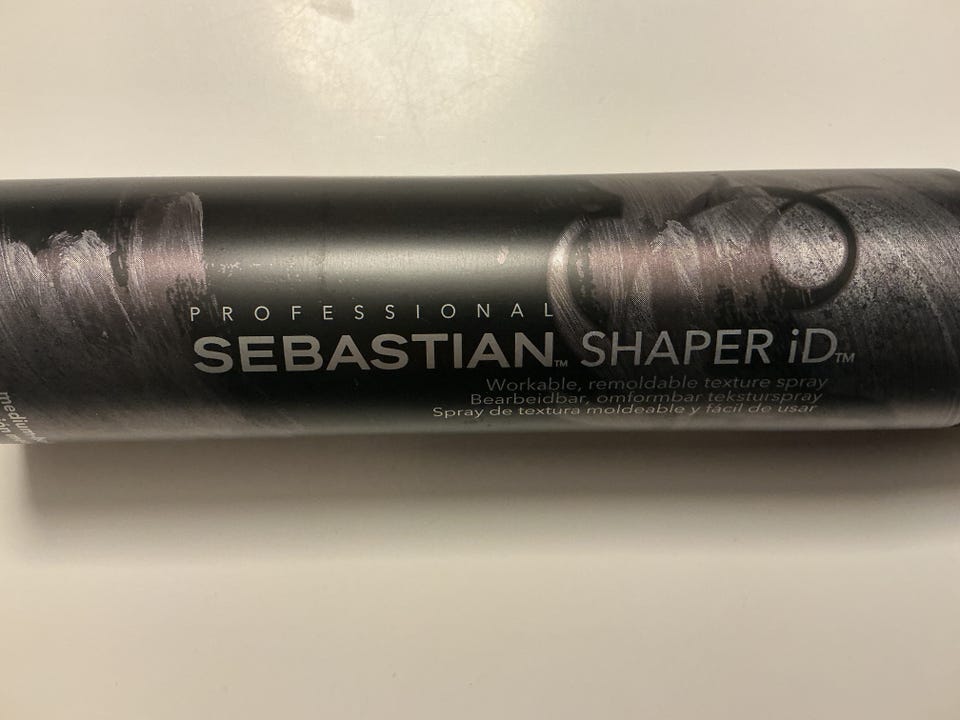 PROFESSIONAL
SEBASTIAN™ SHAPER iD™
Workable, remoldable texture spray
Bearbeidbar, omformbar teksturspray
Spray de textura moldeable y fácil de usar